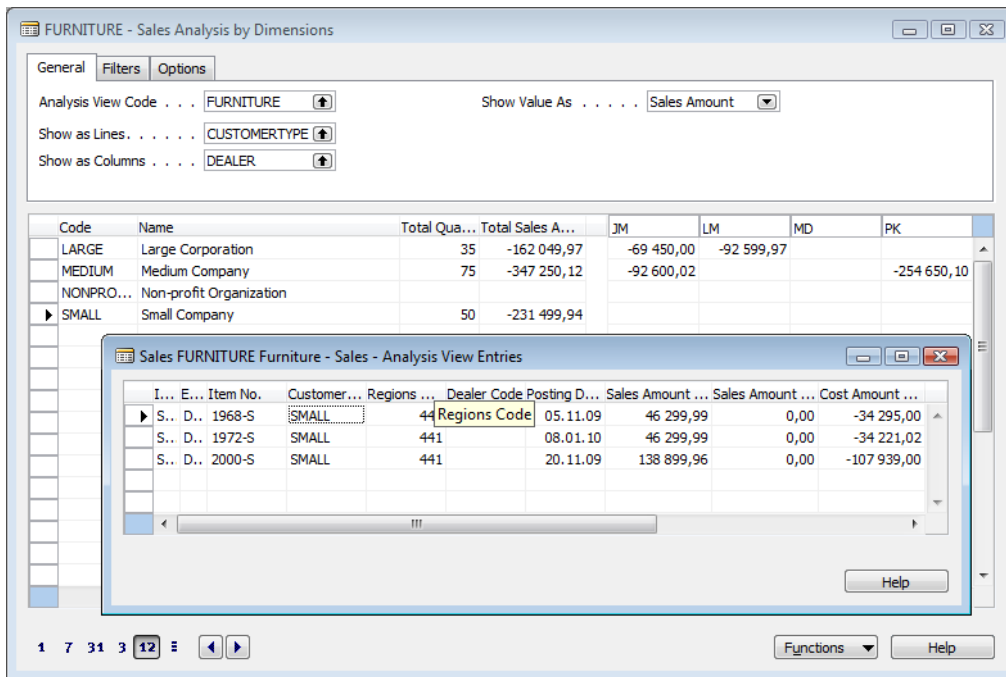 FURNITURE - Sales Analysis by Dimensions
General Filters Options
Analysis View Code . . . FURNITURE Show Value As . . . . . Sales Amount
Show as Lines. . . . . . CUSTOMERTYPE
Show as Columns . . . . DEALER
Code Name Total Qua... Total Sales A... JM LM MD PK
LARGE Large Corporation 35 -162 049,97 -69 450,00 -92 599,97
MEDIUM Medium Company 75 -347 250,12 -92 600,02 -254 650,10
NONPRO... Non-profit Organization
SMALL Small Company 50 -231 499,94
Sales FURNITURE Furniture - Sales - Analysis View Entries
I... E... Item No. Customer... Regions ... Dealer Code Posting D... Sales Amount ... Sales Amount ... Cost Amount ...
S... D... 1968-S SMALL 44 Regions Code 05.11.09 46 299,99 0,00 -34 295,00
S... D... 1972-S SMALL 441 08.01.10 46 299,99 0,00 -34 221,02
S... D... 2000-S SMALL 441 20.11.09 138 899,96 0,00 -107 939,00
Help
1 7 31 3 12 Functions Help